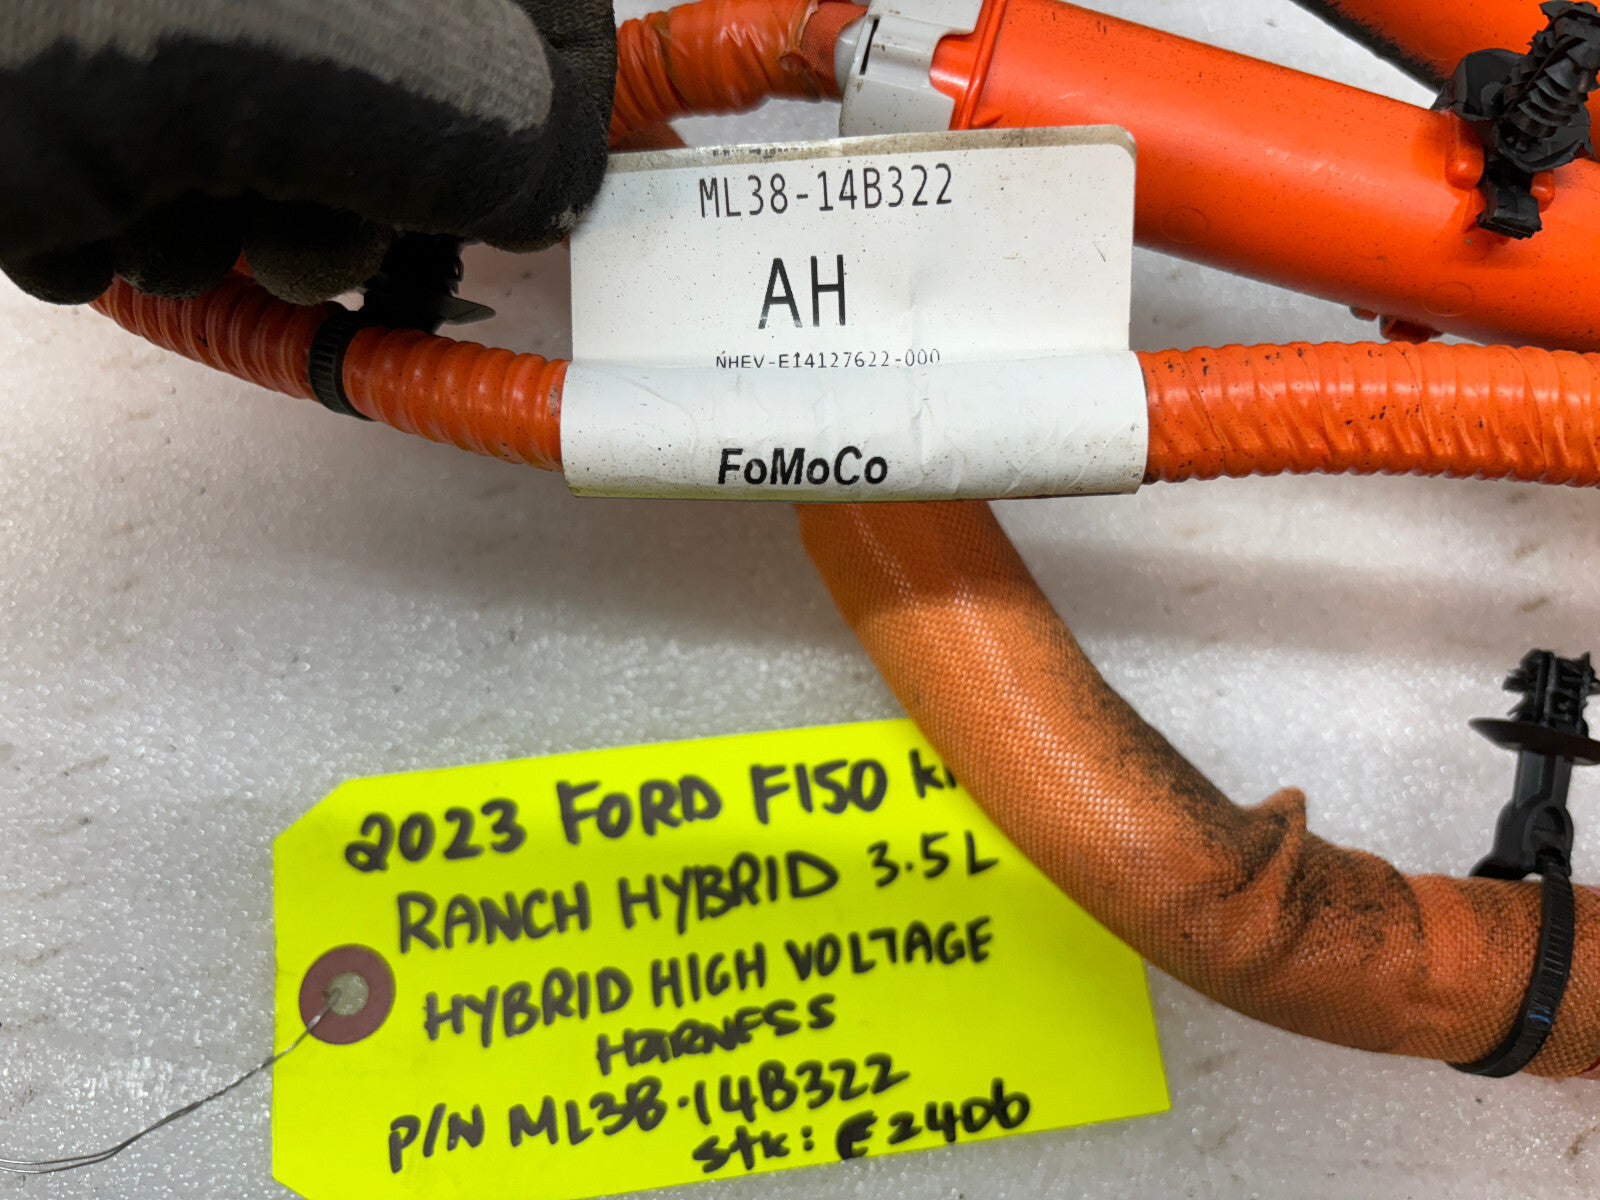 ML38-14B322
AH
NHEV-E14127622-000
FoMoCo
2023 FORD F150
RANCH HYBRID 3.5L
HYBRID HIGH VOLTAGE
HARNESS
P/N ML38-14B322
Stk: E2406